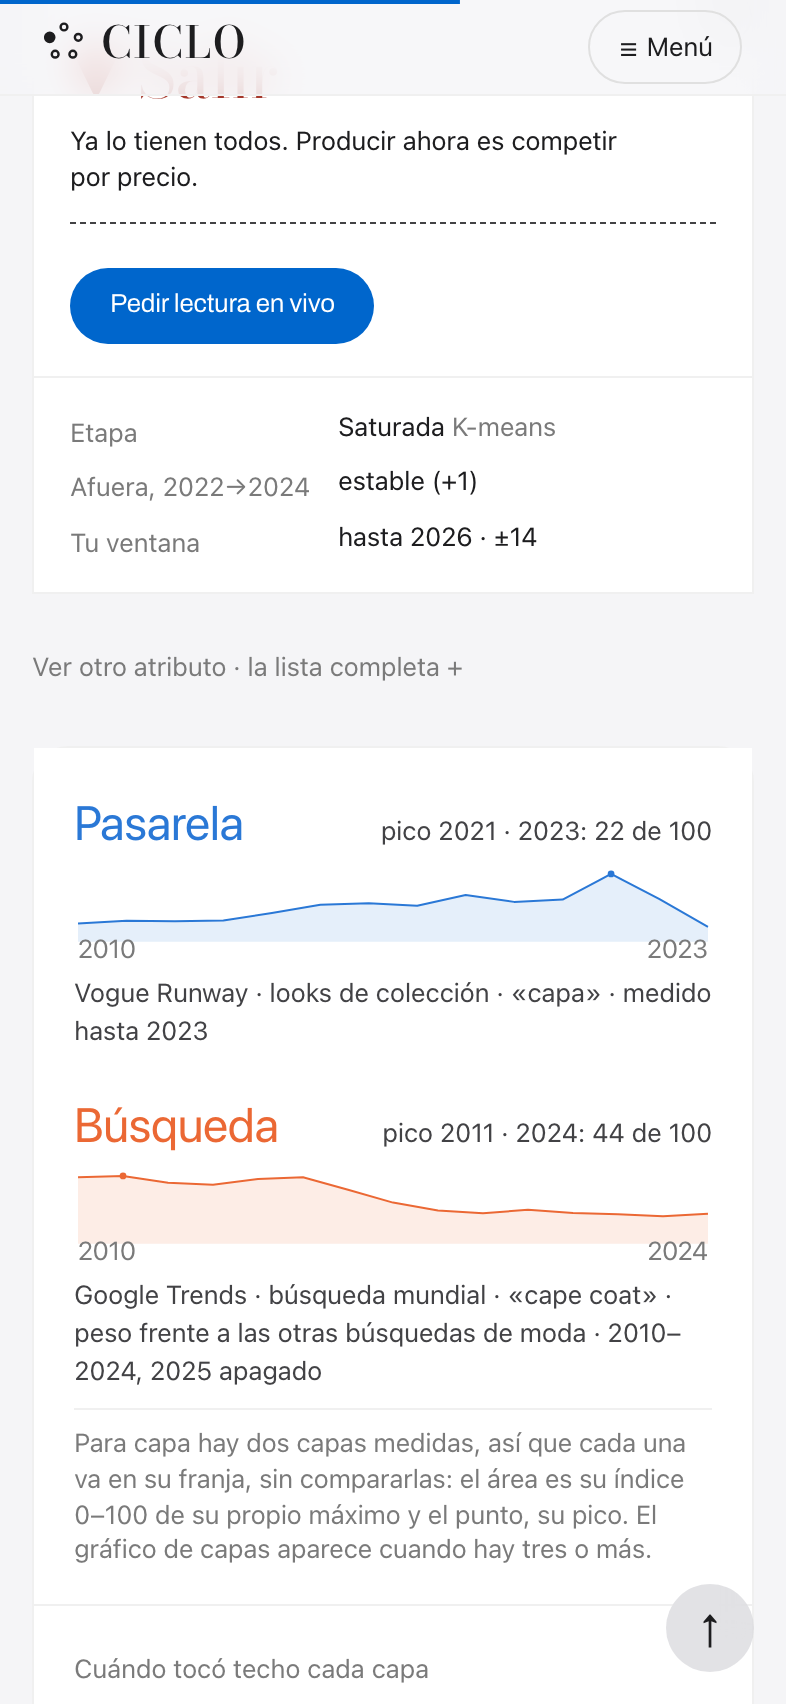 CICLO
≡ Menú
Salir
Ya lo tienen todos. Producir ahora es competir
por precio.
Pedir lectura en vivo
Etapa
Saturada K-means
Afuera, 2022→2024
estable (+1)
Tu ventana
hasta 2026 · ±14
Ver otro atributo · la lista completa +
Pasarela
pico 2021 · 2023: 22 de 100
2010
2023
Vogue Runway · looks de colección · «capa» · medido
hasta 2023
Búsqueda
pico 2011 · 2024: 44 de 100
2010
2024
Google Trends · búsqueda mundial · «cape coat» ·
peso frente a las otras búsquedas de moda · 2010–
2024, 2025 apagado
Para capa hay dos capas medidas, así que cada una
va en su franja, sin compararlas: el área es su índice
0–100 de su propio máximo y el punto, su pico. El
gráfico de capas aparece cuando hay tres o más.
↑
Cuándo tocó techo cada capa